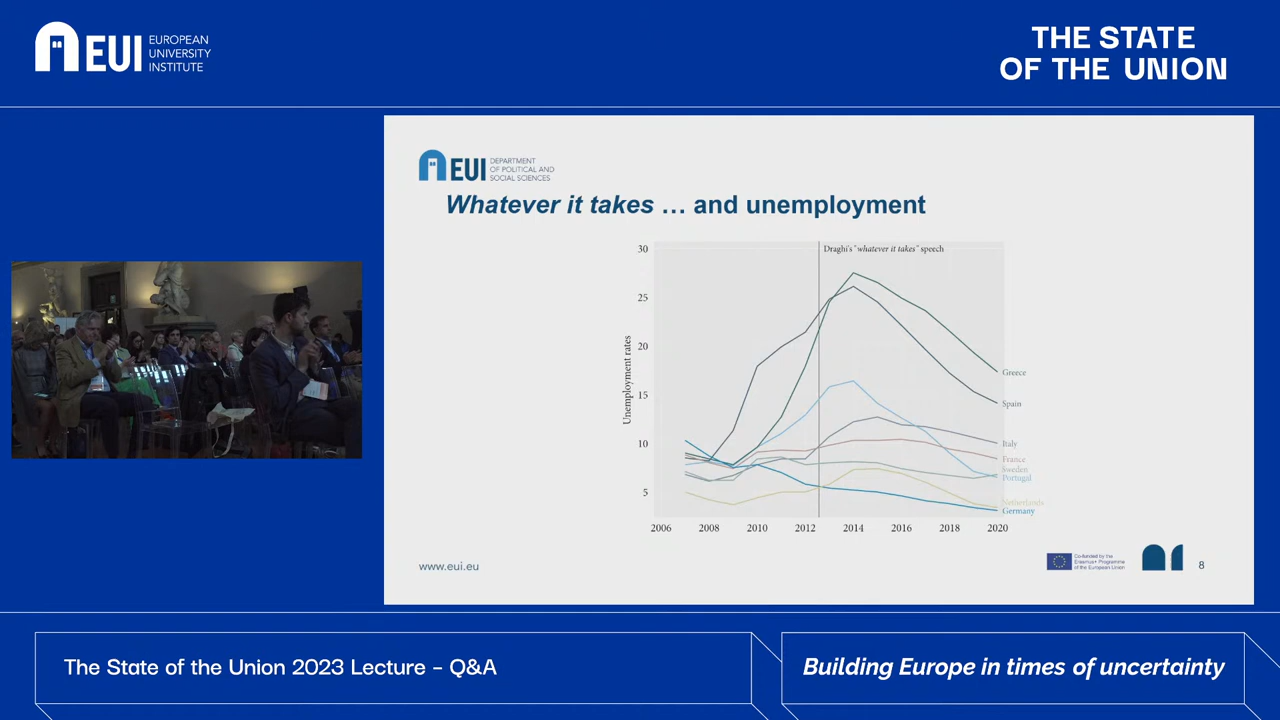 EUI
EUROPEAN
UNIVERSITY
INSTITUTE
THE STATE
OF THE UNION
EUI
DEPARTMENT
OF POLITICAL AND
SOCIAL SCIENCES
Whatever it takes … and unemployment
Draghi's "whatever it takes" speech
Unemployment rates
30
25
20
15
10
5
2006 2008 2010 2012 2014 2016 2018 2020
Greece
Spain
Italy
France
Sweden
Portugal
Netherlands
Germany
www.eui.eu
Co-funded by the
Erasmus+ Programme
of the European Union
8
The State of the Union 2023 Lecture – Q&A
Building Europe in times of uncertainty